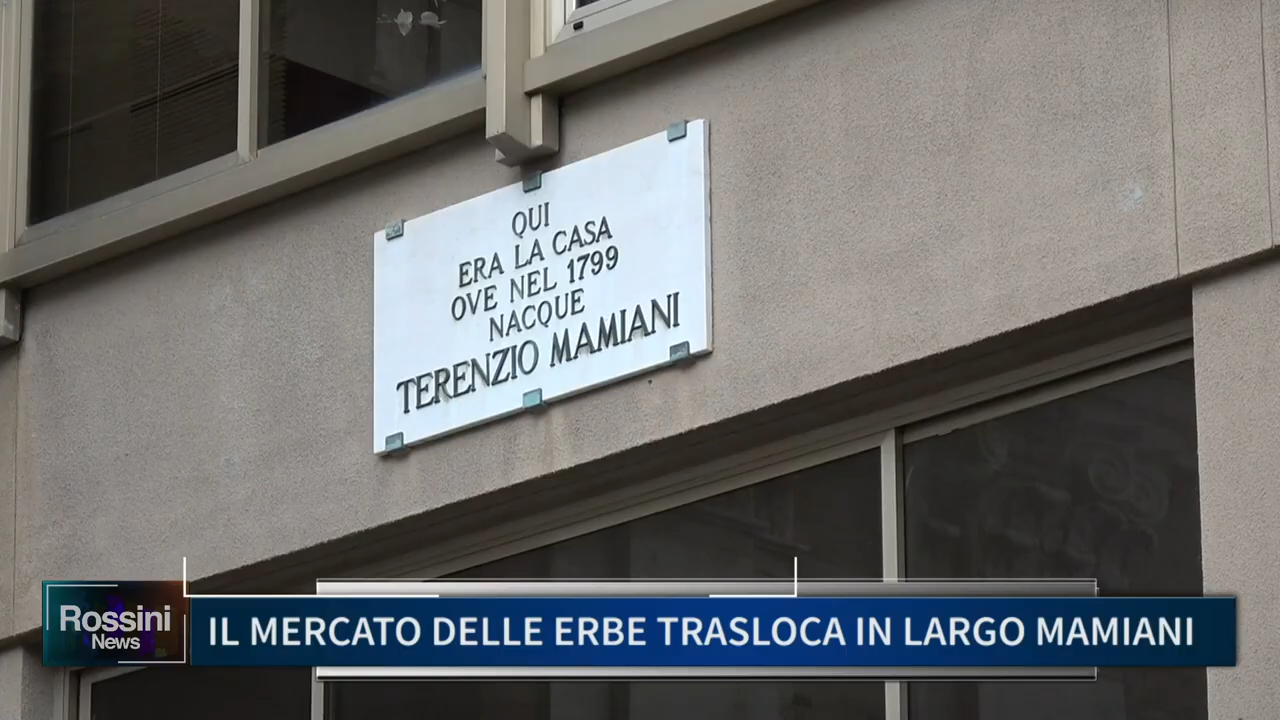 QUI
ERA LA CASA
OVE NEL 1799
NACQUE
TERENZIO MAMIANI
Rossini
News
IL MERCATO DELLE ERBE TRASLOCA IN LARGO MAMIANI